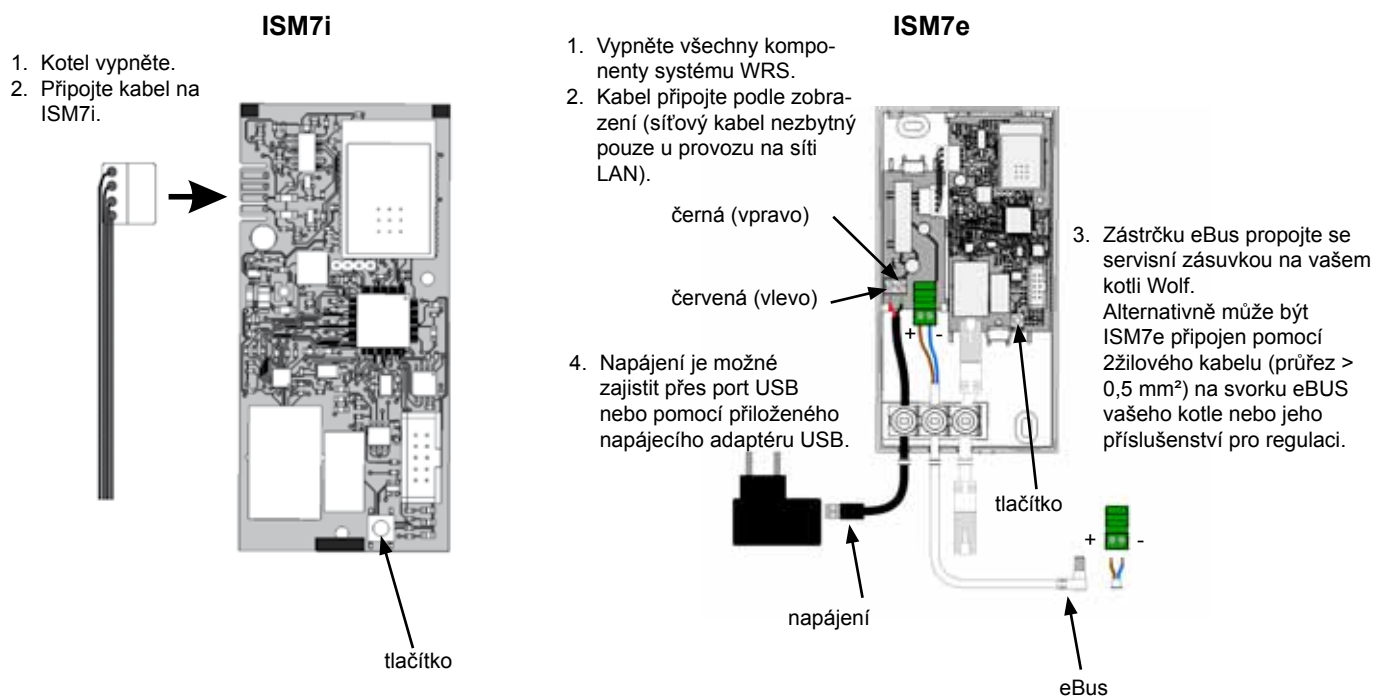 ISM7i
1. Kotel vypněte.
2. Připojte kabel na
ISM7i.
tlačítko
ISM7e
1. Vypněte všechny kompo-
nenty systému WRS.
2. Kabel připojte podle zobra-
zení (síťový kabel nezbytný
pouze u provozu na síti
LAN).
černá (vpravo)
červená (vlevo)
+ -
3. Zástrčku eBus propojte se
servisní zásuvkou na vašem
kotli Wolf.
Alternativně může být
ISM7e připojen pomocí
2žilového kabelu (průřez >
0,5 mm²) na svorku eBUS
vašeho kotle nebo jeho
příslušenství pro regulaci.
4. Napájení je možné
zajistit přes port USB
nebo pomocí přiloženého
napájecího adaptéru USB.
tlačítko
+ -
napájení
eBus